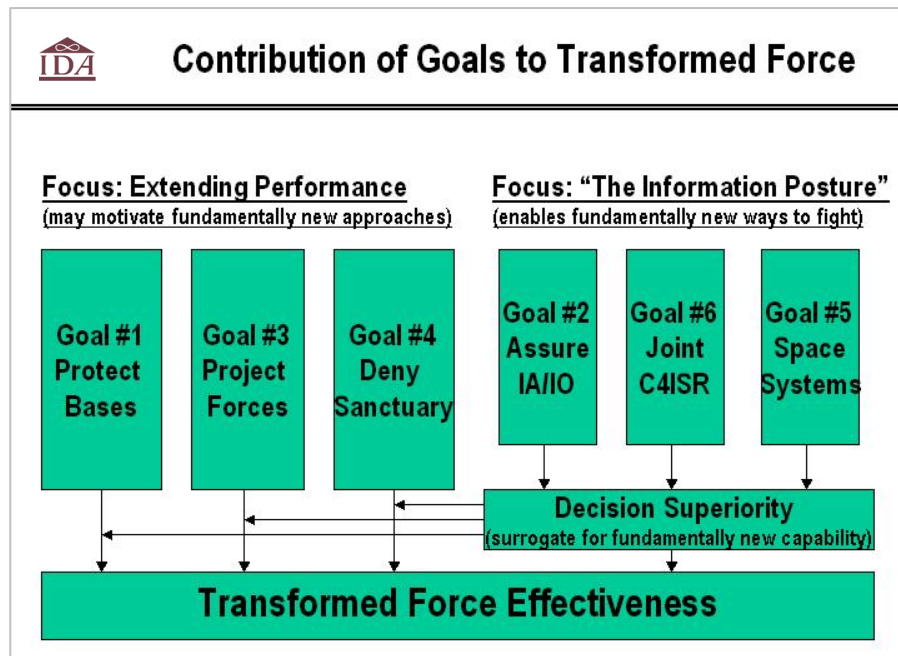 IDA
Contribution of Goals to Transformed Force
Focus: Extending Performance
(may motivate fundamentally new approaches)
Focus: “The Information Posture”
(enables fundamentally new ways to fight)
Goal #1
Protect
Bases
Goal #3
Project
Forces
Goal #4
Deny
Sanctuary
Goal #2
Assure
IA/IO
Goal #6
Joint
C4ISR
Goal #5
Space
Systems
Decision Superiority
(surrogate for fundamentally new capability)
Transformed Force Effectiveness